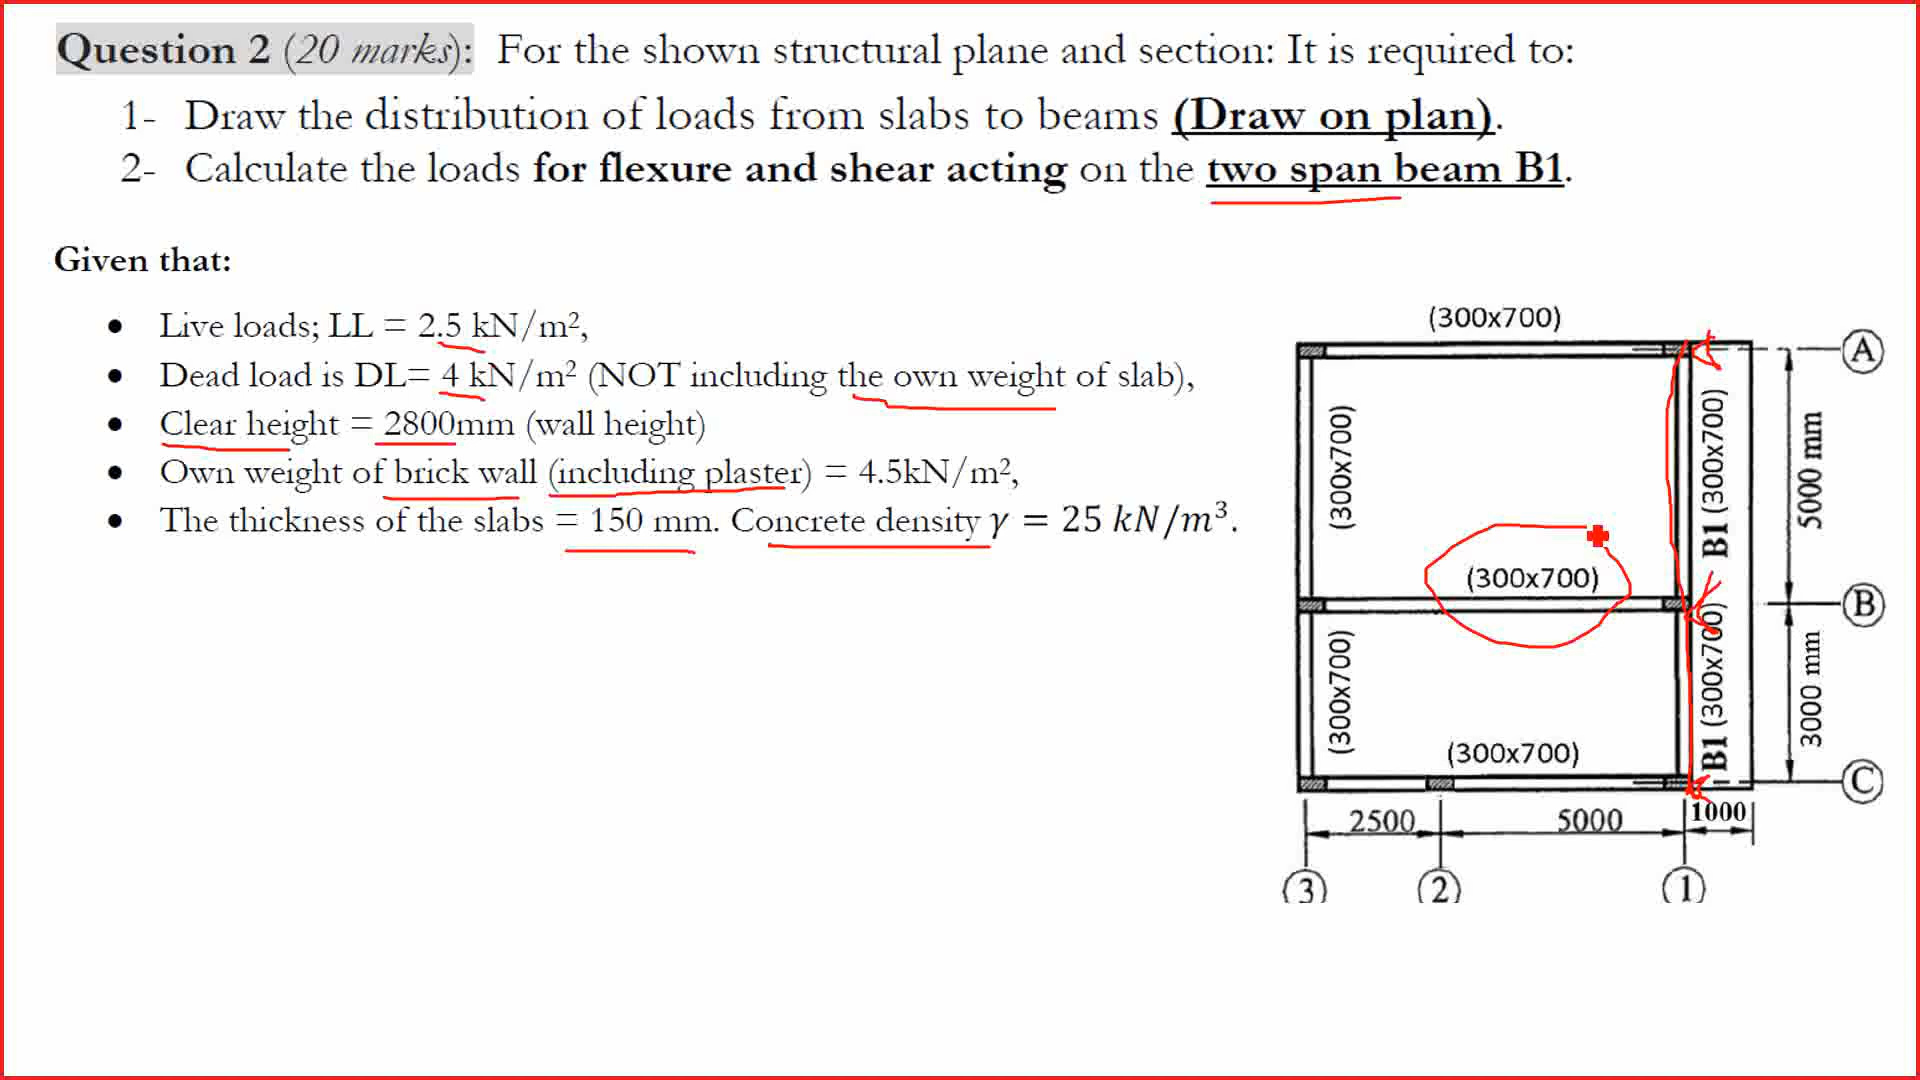 Question 2 (20 marks): For the shown structural plane and section: It is required to:
1- Draw the distribution of loads from slabs to beams (Draw on plan).
2- Calculate the loads for flexure and shear acting on the two span beam B1.
Given that:
• Live loads; LL = 2.5 kN/m²,
• Dead load is DL= 4 kN/m² (NOT including the own weight of slab),
• Clear height = 2800mm (wall height)
• Own weight of brick wall (including plaster) = 4.5kN/m²,
• The thickness of the slabs = 150 mm. Concrete density γ = 25 kN/m³.
(300x700)
A
(300x700)
B1 (300x700)
5000 mm
(300x700)
B
(300x700)
B1 (300x700)
3000 mm
(300x700)
C
2500
5000
1000
3
2
1